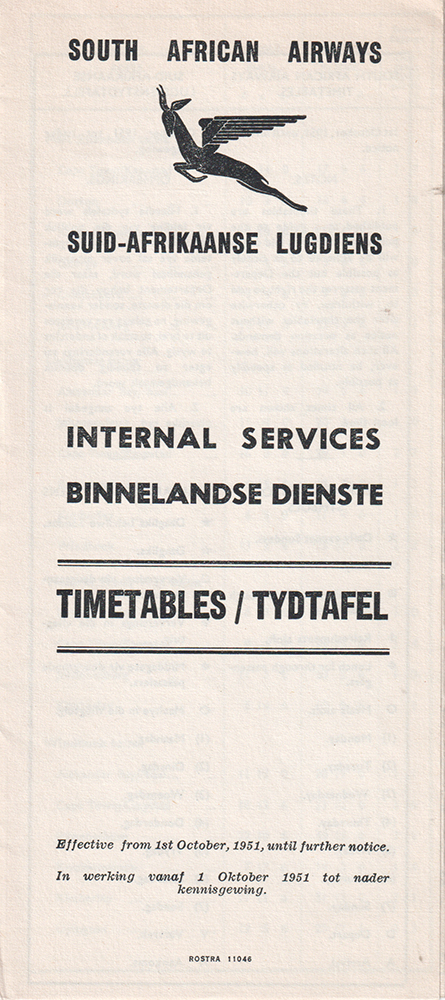 SOUTH AFRICAN AIRWAYS
SUID-AFRIKAANSE LUGDIENS
INTERNAL SERVICES
BINNELANDSE DIENSTE
TIMETABLES / TYDTAFEL
Effective from 1st October, 1951, until further notice.
In werking vanaf 1 Oktober 1951 tot nader
kennisgewing.
ROSTRA 11046